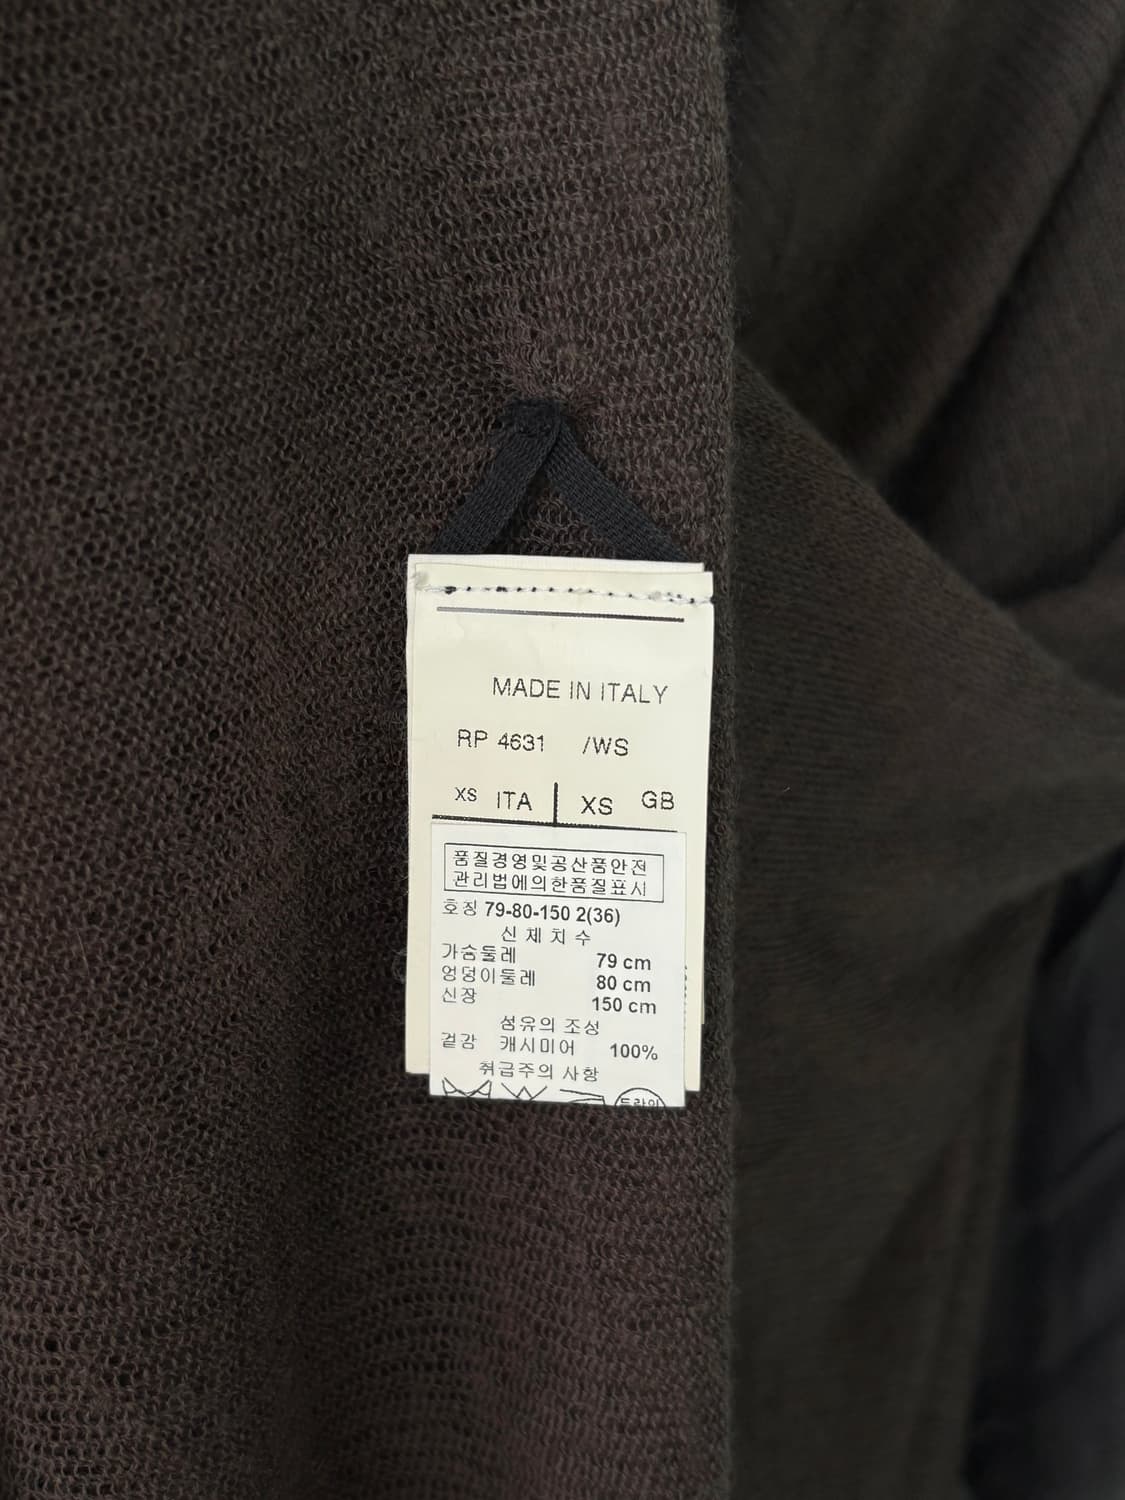 MADE IN ITALY
RP 4631 /WS
XS ITA XS GB
품질경영및공산품안전
관리법에의한품질표시
호칭 79-80-150 2(36)
신체치수
가슴둘레 79 cm
엉덩이둘레 80 cm
신장 150 cm
섬유의 조성
겉감 캐시미어 100%
취급주의 사항